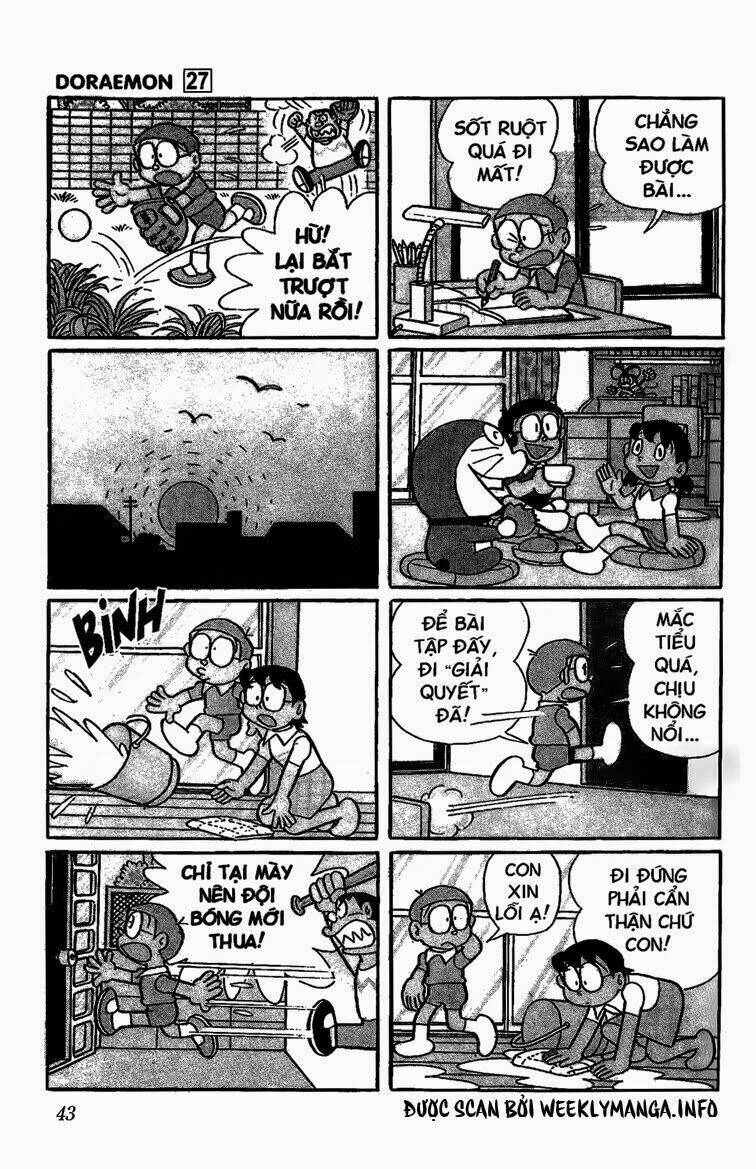 DORAEMON 27
CHẲNG
SAO LÀM
ĐƯỢC
BÀI...
SỐT RUỘT
QUÁ ĐI
MẤT!
HỪ!
LẠI BẮT
TRƯỢT
NỮA RỒI!
MẮC
TIỂU
QUÁ,
CHỊU
KHÔNG
NỔI...
ĐỂ BÀI
TẬP ĐẤY,
ĐI "GIẢI
QUYẾT"
ĐÃ!
BINH
ĐI ĐỨNG
PHẢI CẨN
THẬN CHỨ
CON!
CON
XIN
LỖI Ạ!
CHỈ TẠI MÀY
NÊN ĐỘI
BÓNG MỚI
THUA!
43
ĐƯỢC SCAN BỞI WEEKLYMANGA.INFO